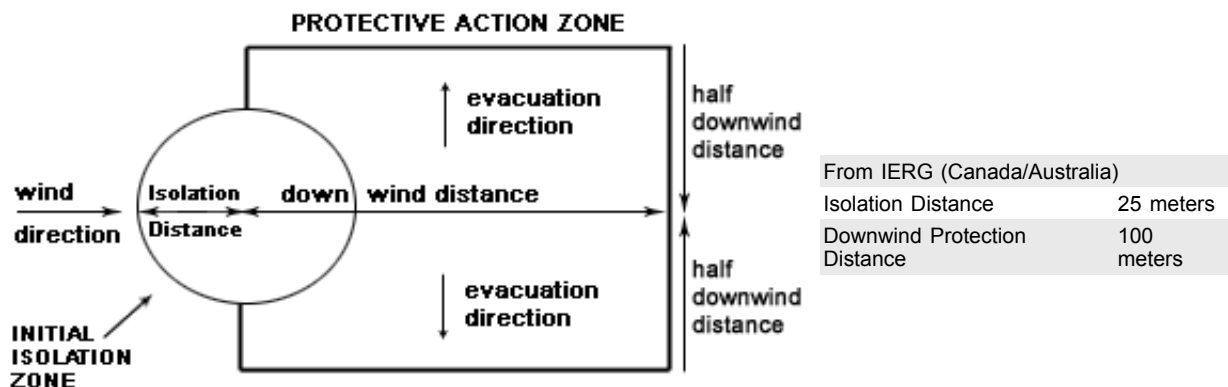 PROTECTIVE ACTION ZONE
evacuation
direction
half
downwind
distance
wind
direction
Isolation
Distance
down wind distance
evacuation
direction
half
downwind
distance
INITIAL
ISOLATION
ZONE
From IERG (Canada/Australia)
Isolation Distance 25 meters
Downwind Protection 100
Distance meters